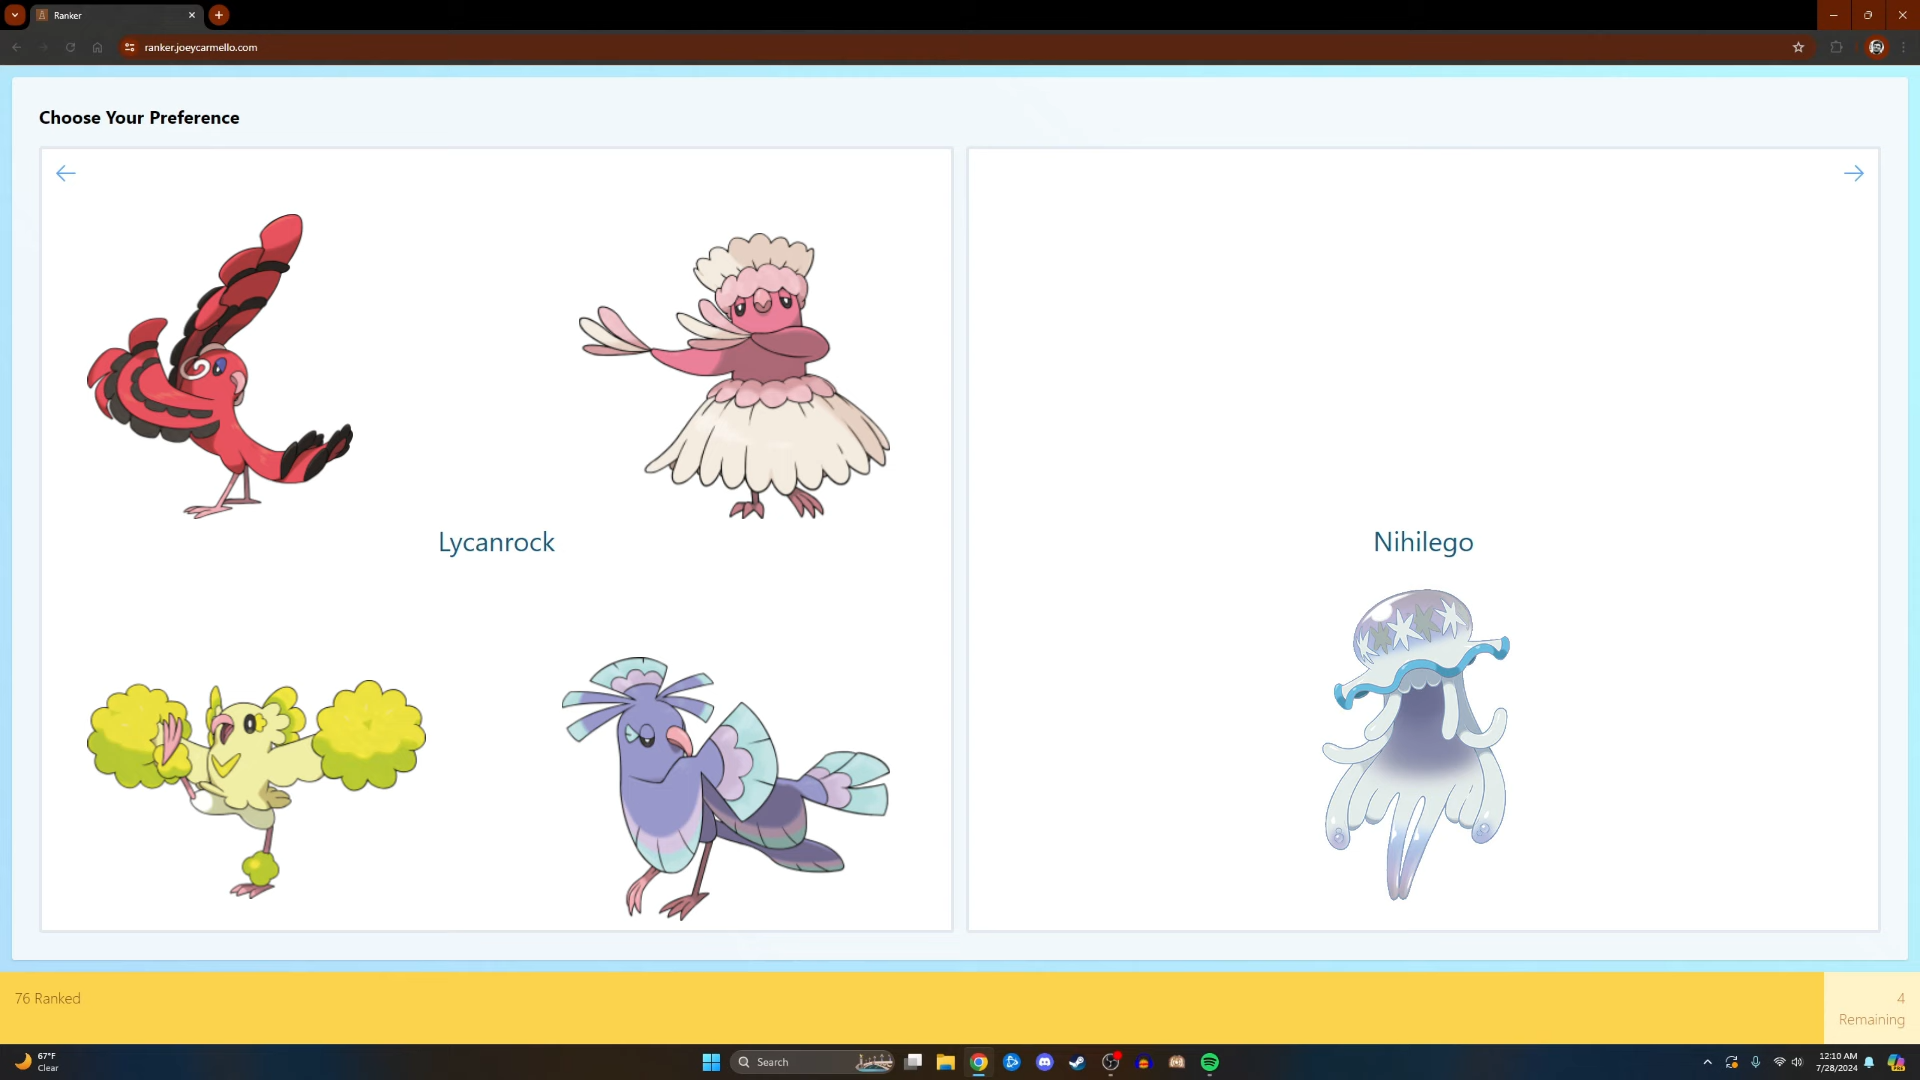 Ranker
ranker.joeycarmello.com
Choose Your Preference
Lycanrock
Nihilego
76 Ranked
4
Remaining
67°F
Clear
Search
12:10 AM
7/28/2024